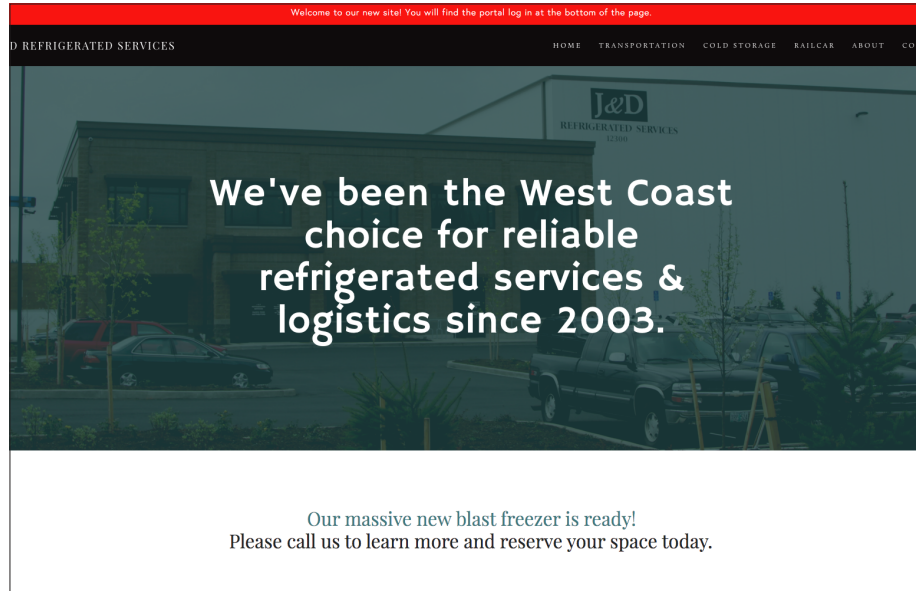 Welcome to our new site! You will find the portal log in at the bottom of the page.
D REFRIGERATED SERVICES
HOME TRANSPORTATION COLD STORAGE RAILCAR ABOUT CO
J&D
REFRIGERATED SERVICES
12300
We've been the West Coast
choice for reliable
refrigerated services &
logistics since 2003.
Our massive new blast freezer is ready!
Please call us to learn more and reserve your space today.